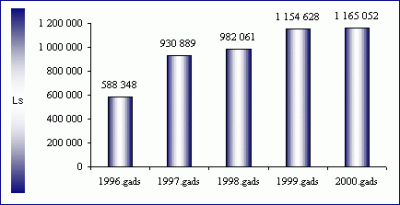 1 200 000
1 000 000
800 000
600 000
400 000
200 000
0
Ls
588 348
930 889
982 061
1 154 628
1 165 052
1996.gads
1997.gads
1998.gads
1999.gads
2000.gads